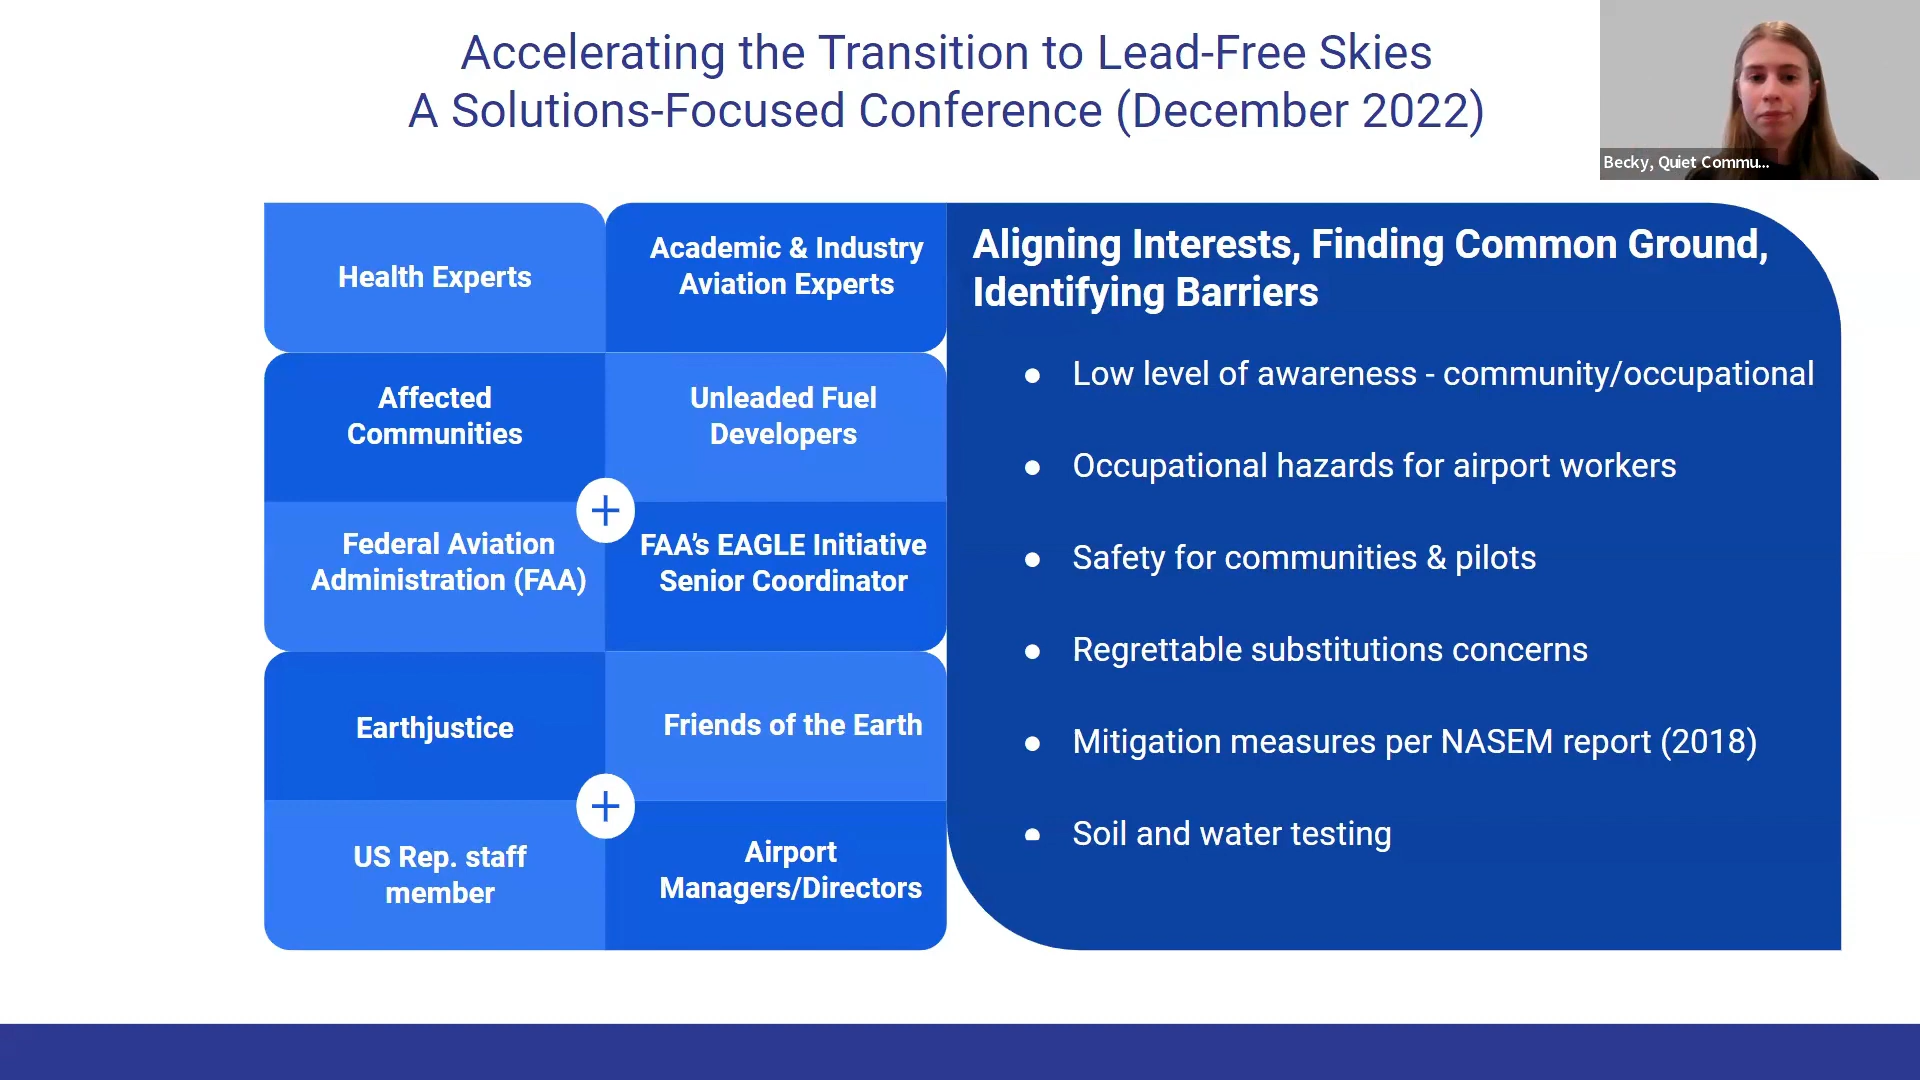 Accelerating the Transition to Lead-Free Skies
A Solutions-Focused Conference (December 2022)
Becky, Quiet Commu...
Health Experts
Academic & Industry
Aviation Experts
Affected
Communities
Unleaded Fuel
Developers
Federal Aviation
Administration (FAA)
FAA’s EAGLE Initiative
Senior Coordinator
Earthjustice
Friends of the Earth
US Rep. staff
member
Airport
Managers/Directors
Aligning Interests, Finding Common Ground,
Identifying Barriers
● Low level of awareness - community/occupational
● Occupational hazards for airport workers
● Safety for communities & pilots
● Regrettable substitutions concerns
● Mitigation measures per NASEM report (2018)
● Soil and water testing